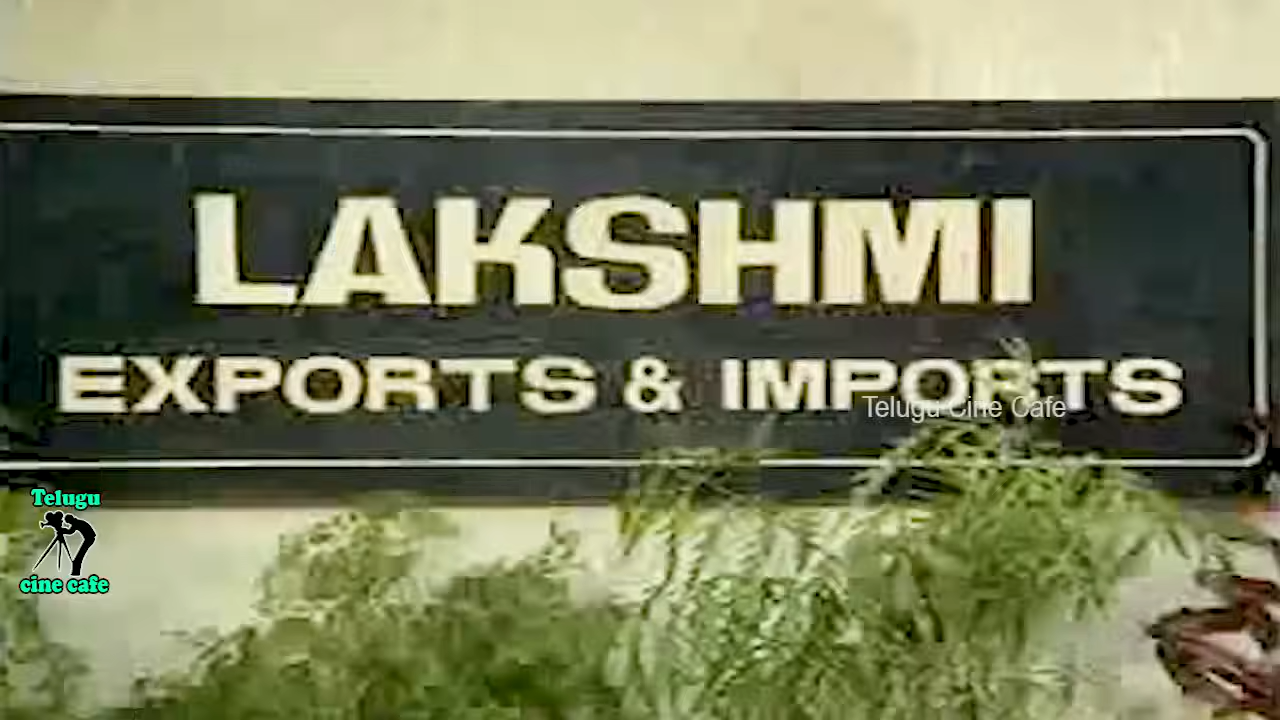 LAKSHMI
EXPORTS & IMPORTS
Telugu Cine Cafe
Telugu
cine cafe